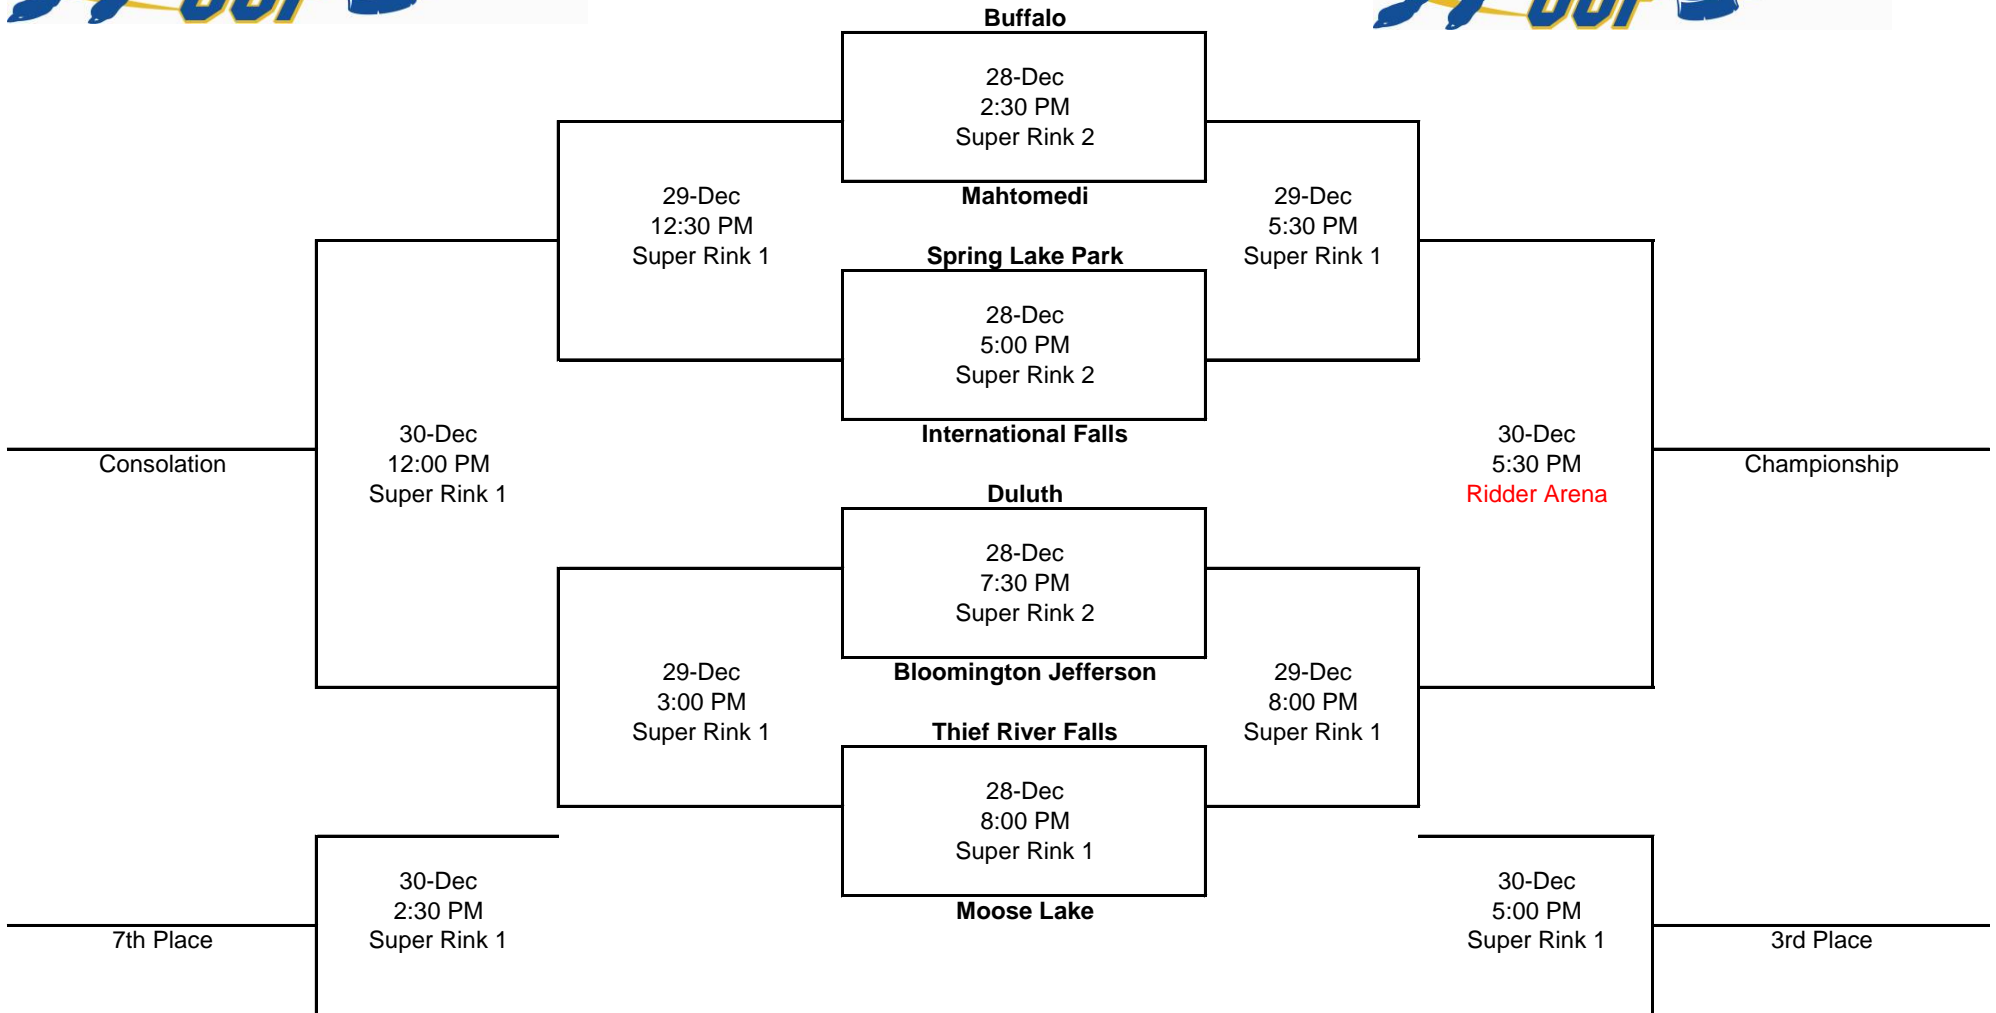 Buffalo
28-Dec
2:30 PM
Super Rink 2
Mahtomedi
29-Dec
12:30 PM
Super Rink 1
29-Dec
5:30 PM
Super Rink 1
Spring Lake Park
28-Dec
5:00 PM
Super Rink 2
International Falls
30-Dec
12:00 PM
Super Rink 1
Consolation
30-Dec
5:30 PM
Ridder Arena
Championship
Duluth
28-Dec
7:30 PM
Super Rink 2
Bloomington Jefferson
29-Dec
3:00 PM
Super Rink 1
29-Dec
8:00 PM
Super Rink 1
Thief River Falls
28-Dec
8:00 PM
Super Rink 1
Moose Lake
30-Dec
2:30 PM
Super Rink 1
7th Place
30-Dec
5:00 PM
Super Rink 1
3rd Place